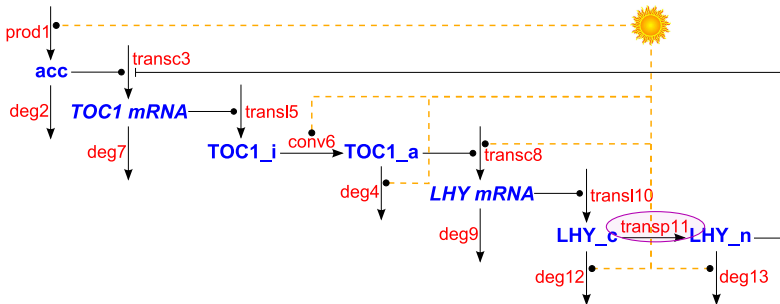 prod1
acc
transc3
deg2
TOC1 mRNA
transl5
deg7
TOC1_i
conv6
TOC1_a
transc8
deg4
LHY mRNA
transl10
deg9
LHY_c
transp11
LHY_n
deg12
deg13